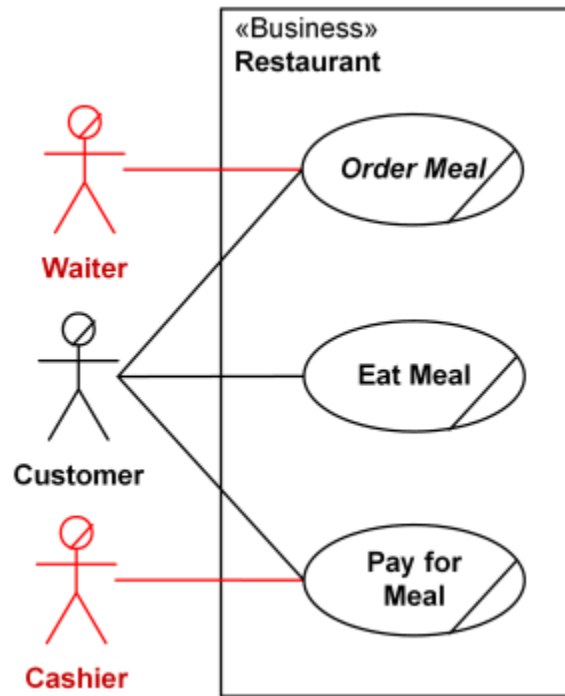 «Business»
Restaurant
Order Meal
Waiter
Eat Meal
Customer
Pay for
Meal
Cashier